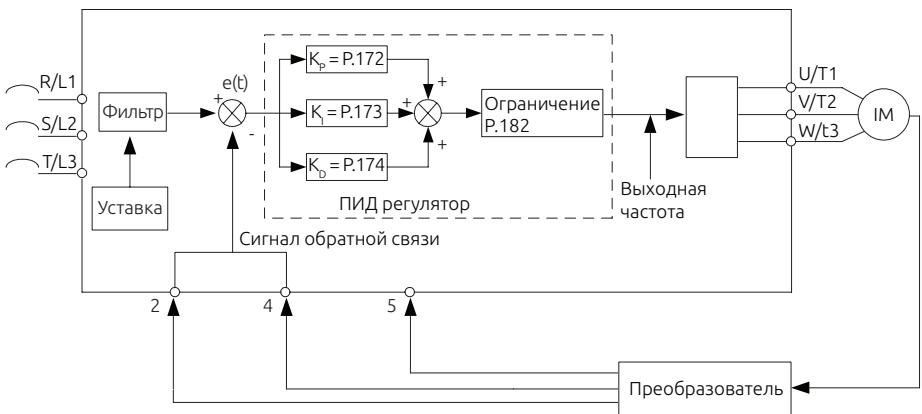 R/L1
S/L2
T/L3
Фильтр
Уставка
e(t)
+
-
K_P = P.172
K_I = P.173
K_D = P.174
+
+
+
Ограничение
P.182
ПИД регулятор
Выходная
частота
U/T1
V/T2
W/t3
IM
Сигнал обратной связи
2
4
5
Преобразователь